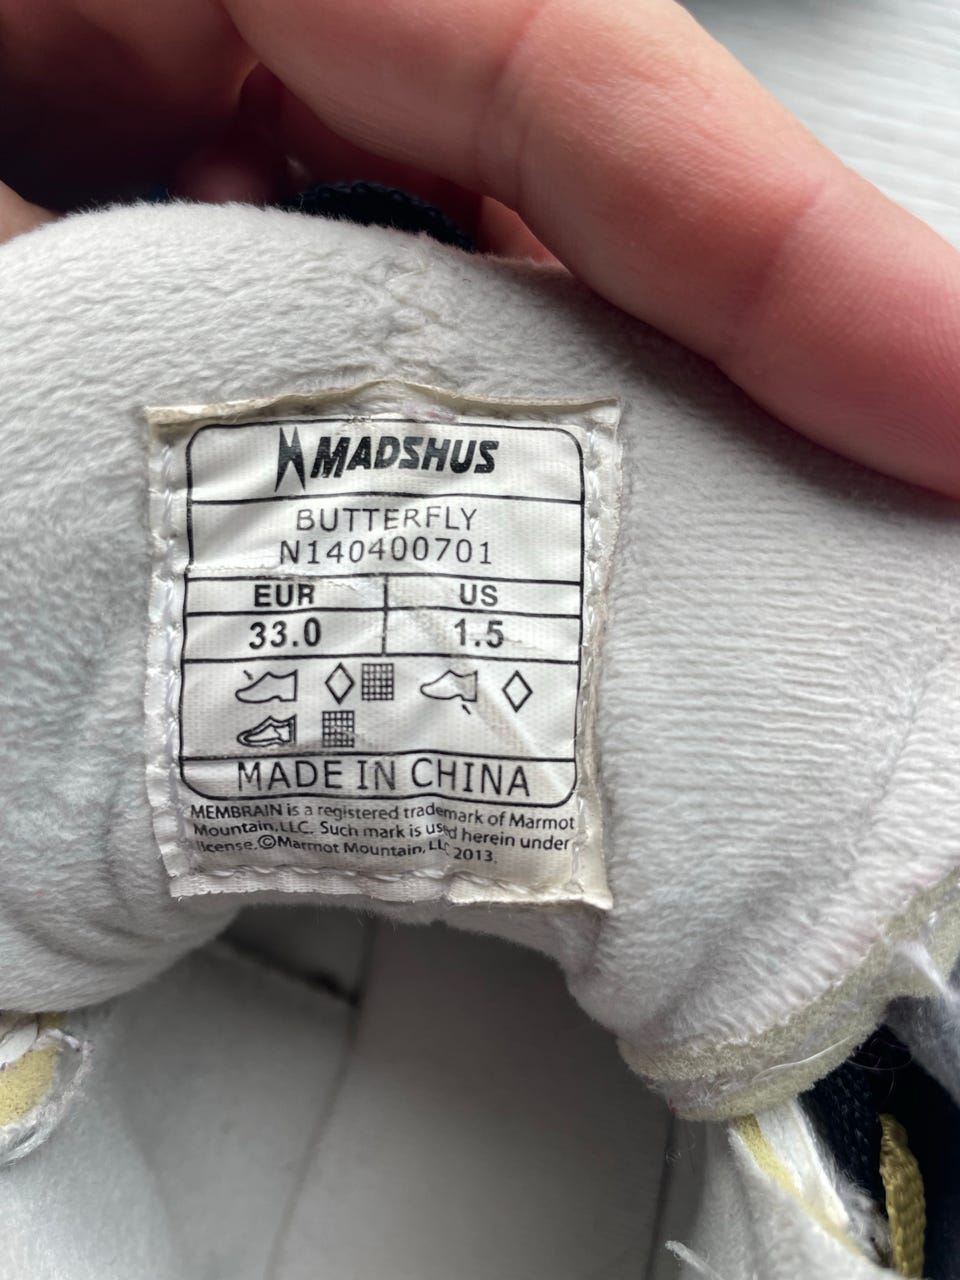 MADSHUS
BUTTERFLY
N140400701
EUR US
33.0 1.5
MADE IN CHINA
MEMBRAIN is a registered trademark of Marmot
Mountain,LLC. Such mark is used herein under
license.©Marmot Mountain, LLC 2013.